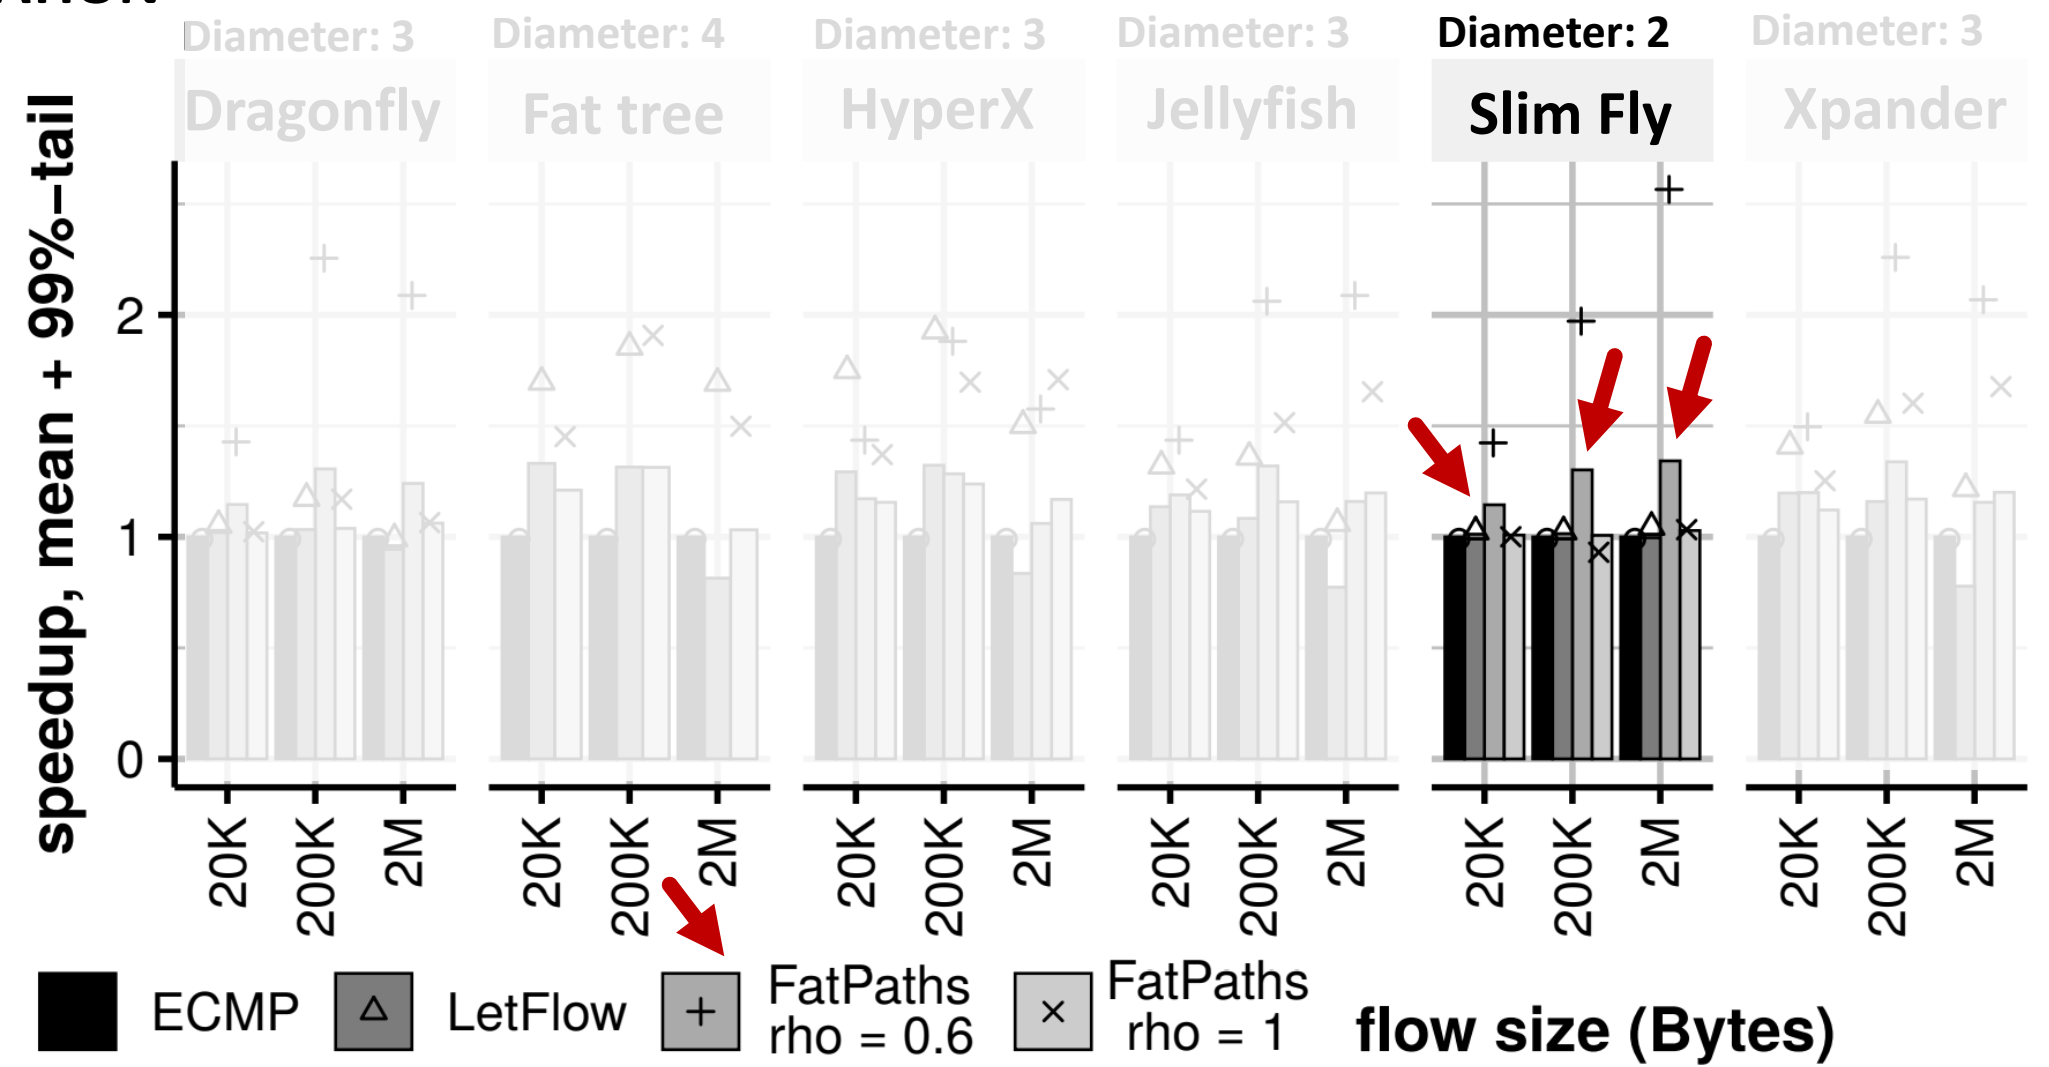 Diameter: 3
Diameter: 4
Diameter: 3
Diameter: 3
Diameter: 2
Diameter: 3
Dragonfly
Fat tree
HyperX
Jellyfish
Slim Fly
Xpander
speedup, mean + 99%-tail
2
1
0
20K
200K
2M
20K
200K
2M
20K
200K
2M
20K
200K
2M
20K
200K
2M
20K
200K
2M
ECMP
LetFlow
FatPaths
rho = 0.6
FatPaths
rho = 1
flow size (Bytes)